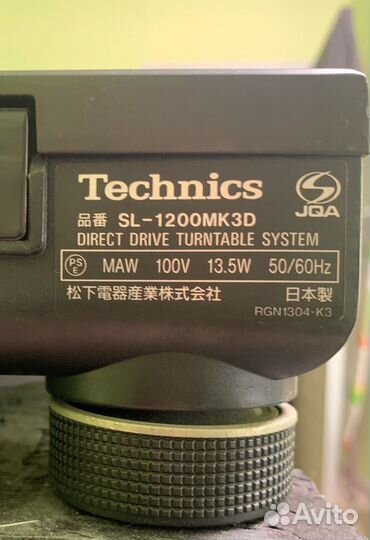 Technics
JQA
品番 SL-1200MK3D
DIRECT DRIVE TURNTABLE SYSTEM
PS E MAW 100V 13.5W 50/60Hz
松下電器産業株式会社 日本製
RGN1304-K3
Avito